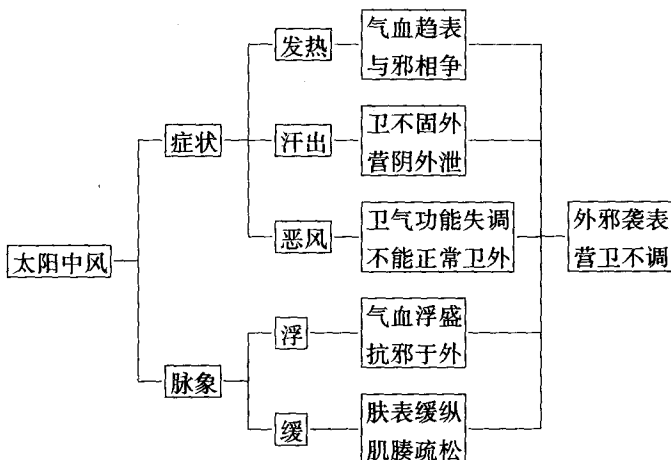 太阳中风
症状
发热
气血趋表
与邪相争
汗出
卫不固外
营阴外泄
恶风
卫气功能失调
不能正常卫外
脉象
浮
气血浮盛
抗邪于外
缓
肤表缓纵
肌腠疏松
外邪袭表
营卫不调